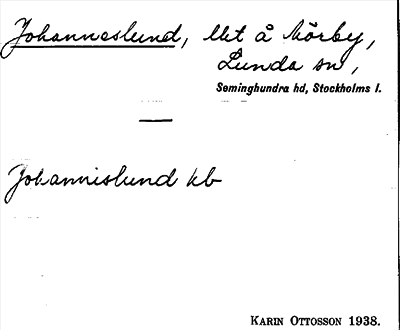 Johanneslund, lht å Mörby,
Lunda sn,
Seminghundra hd, Stockholms l.
—
Johannislund kb
KARIN OTTOSSON 1938.